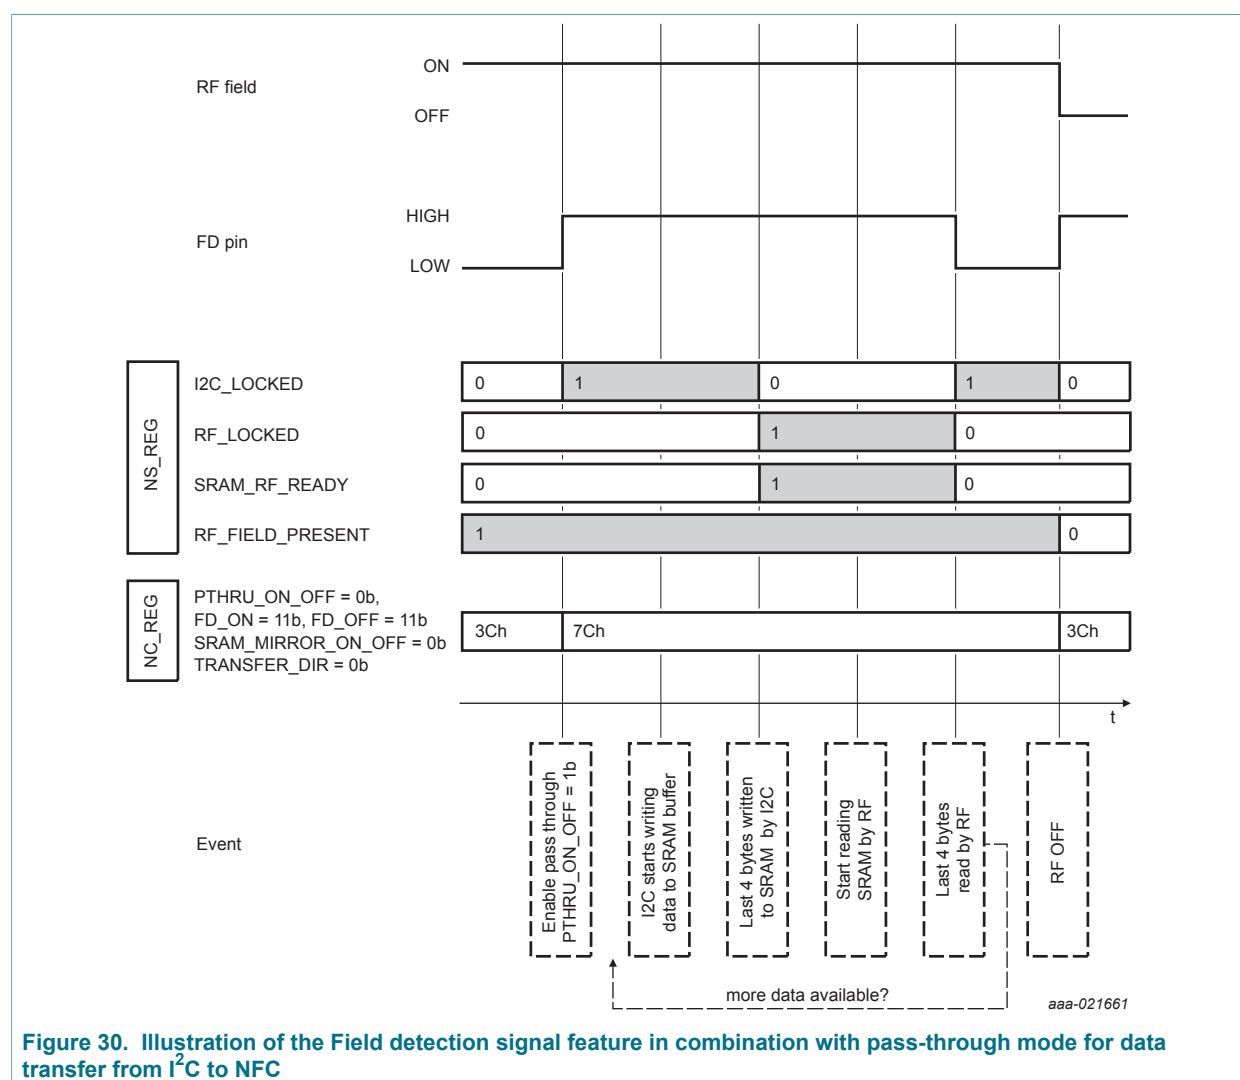 RF field
ON
OFF
FD pin
HIGH
LOW
NS_REG
I2C_LOCKED
0
1
0
1
0
RF_LOCKED
0
1
0
SRAM_RF_READY
0
1
0
RF_FIELD_PRESENT
1
0
NC_REG
PTHRU_ON_OFF = 0b,
FD_ON = 11b, FD_OFF = 11b
SRAM_MIRROR_ON_OFF = 0b
TRANSFER_DIR = 0b
3Ch
7Ch
3Ch
t
Event
Enable pass through
PTHRU_ON_OFF = 1b
I2C starts writing
data to SRAM buffer
Last 4 bytes written
to SRAM by I2C
Start reading
SRAM by RF
Last 4 bytes
read by RF
RF OFF
more data available?
aaa-021661
Figure 30. Illustration of the Field detection signal feature in combination with pass-through mode for data
transfer from I²C to NFC